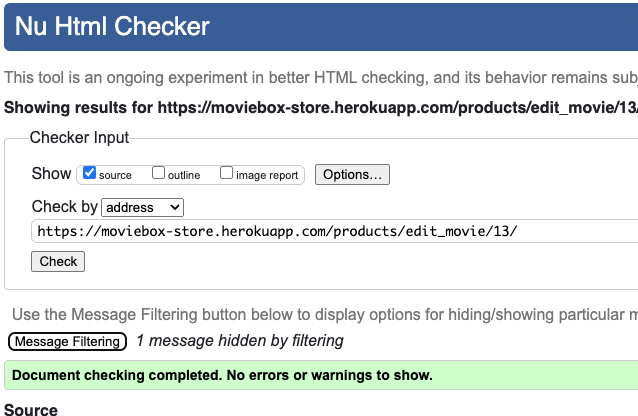 Nu Html Checker
This tool is an ongoing experiment in better HTML checking, and its behavior remains
Showing results for https://moviebox-store.herokuapp.com/products/edit_movie/13/
Checker Input
Show source outline image report Options...
Check by address
https://moviebox-store.herokuapp.com/products/edit_movie/13/
Check
Use the Message Filtering button below to display options for hiding/showing particular
Message Filtering 1 message hidden by filtering
Document checking completed. No errors or warnings to show.
Source